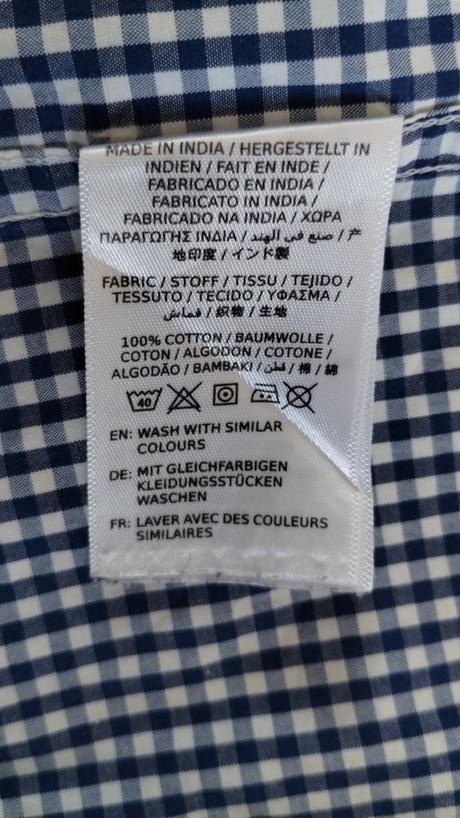 MADE IN INDIA / HERGESTELLT IN
INDIEN / FAIT EN INDE /
FABRICADO EN INDIA /
FABRICATO IN INDIA /
FABRICADO NA INDIA / ΧΩΡΑ
ΠΑΡΑΓΩΓΗΣ ΙΝΔΙΑ / صنع في الهند / 产
地印度 / インド製
FABRIC / STOFF / TISSU / TEJIDO /
TESSUTO / TECIDO / ΥΦΑΣΜΑ /
قماش / 织物 / 生地
100% COTTON / BAUMWOLLE /
COTON / ALGODON / COTONE /
ALGODÃO / ΒΑΜΒΑΚΙ / قطن / 棉 / 綿
40
EN: WASH WITH SIMILAR
COLOURS
DE: MIT GLEICHFARBIGEN
KLEIDUNGSSTÜCKEN
WASCHEN
FR: LAVER AVEC DES COULEURS
SIMILAIRES